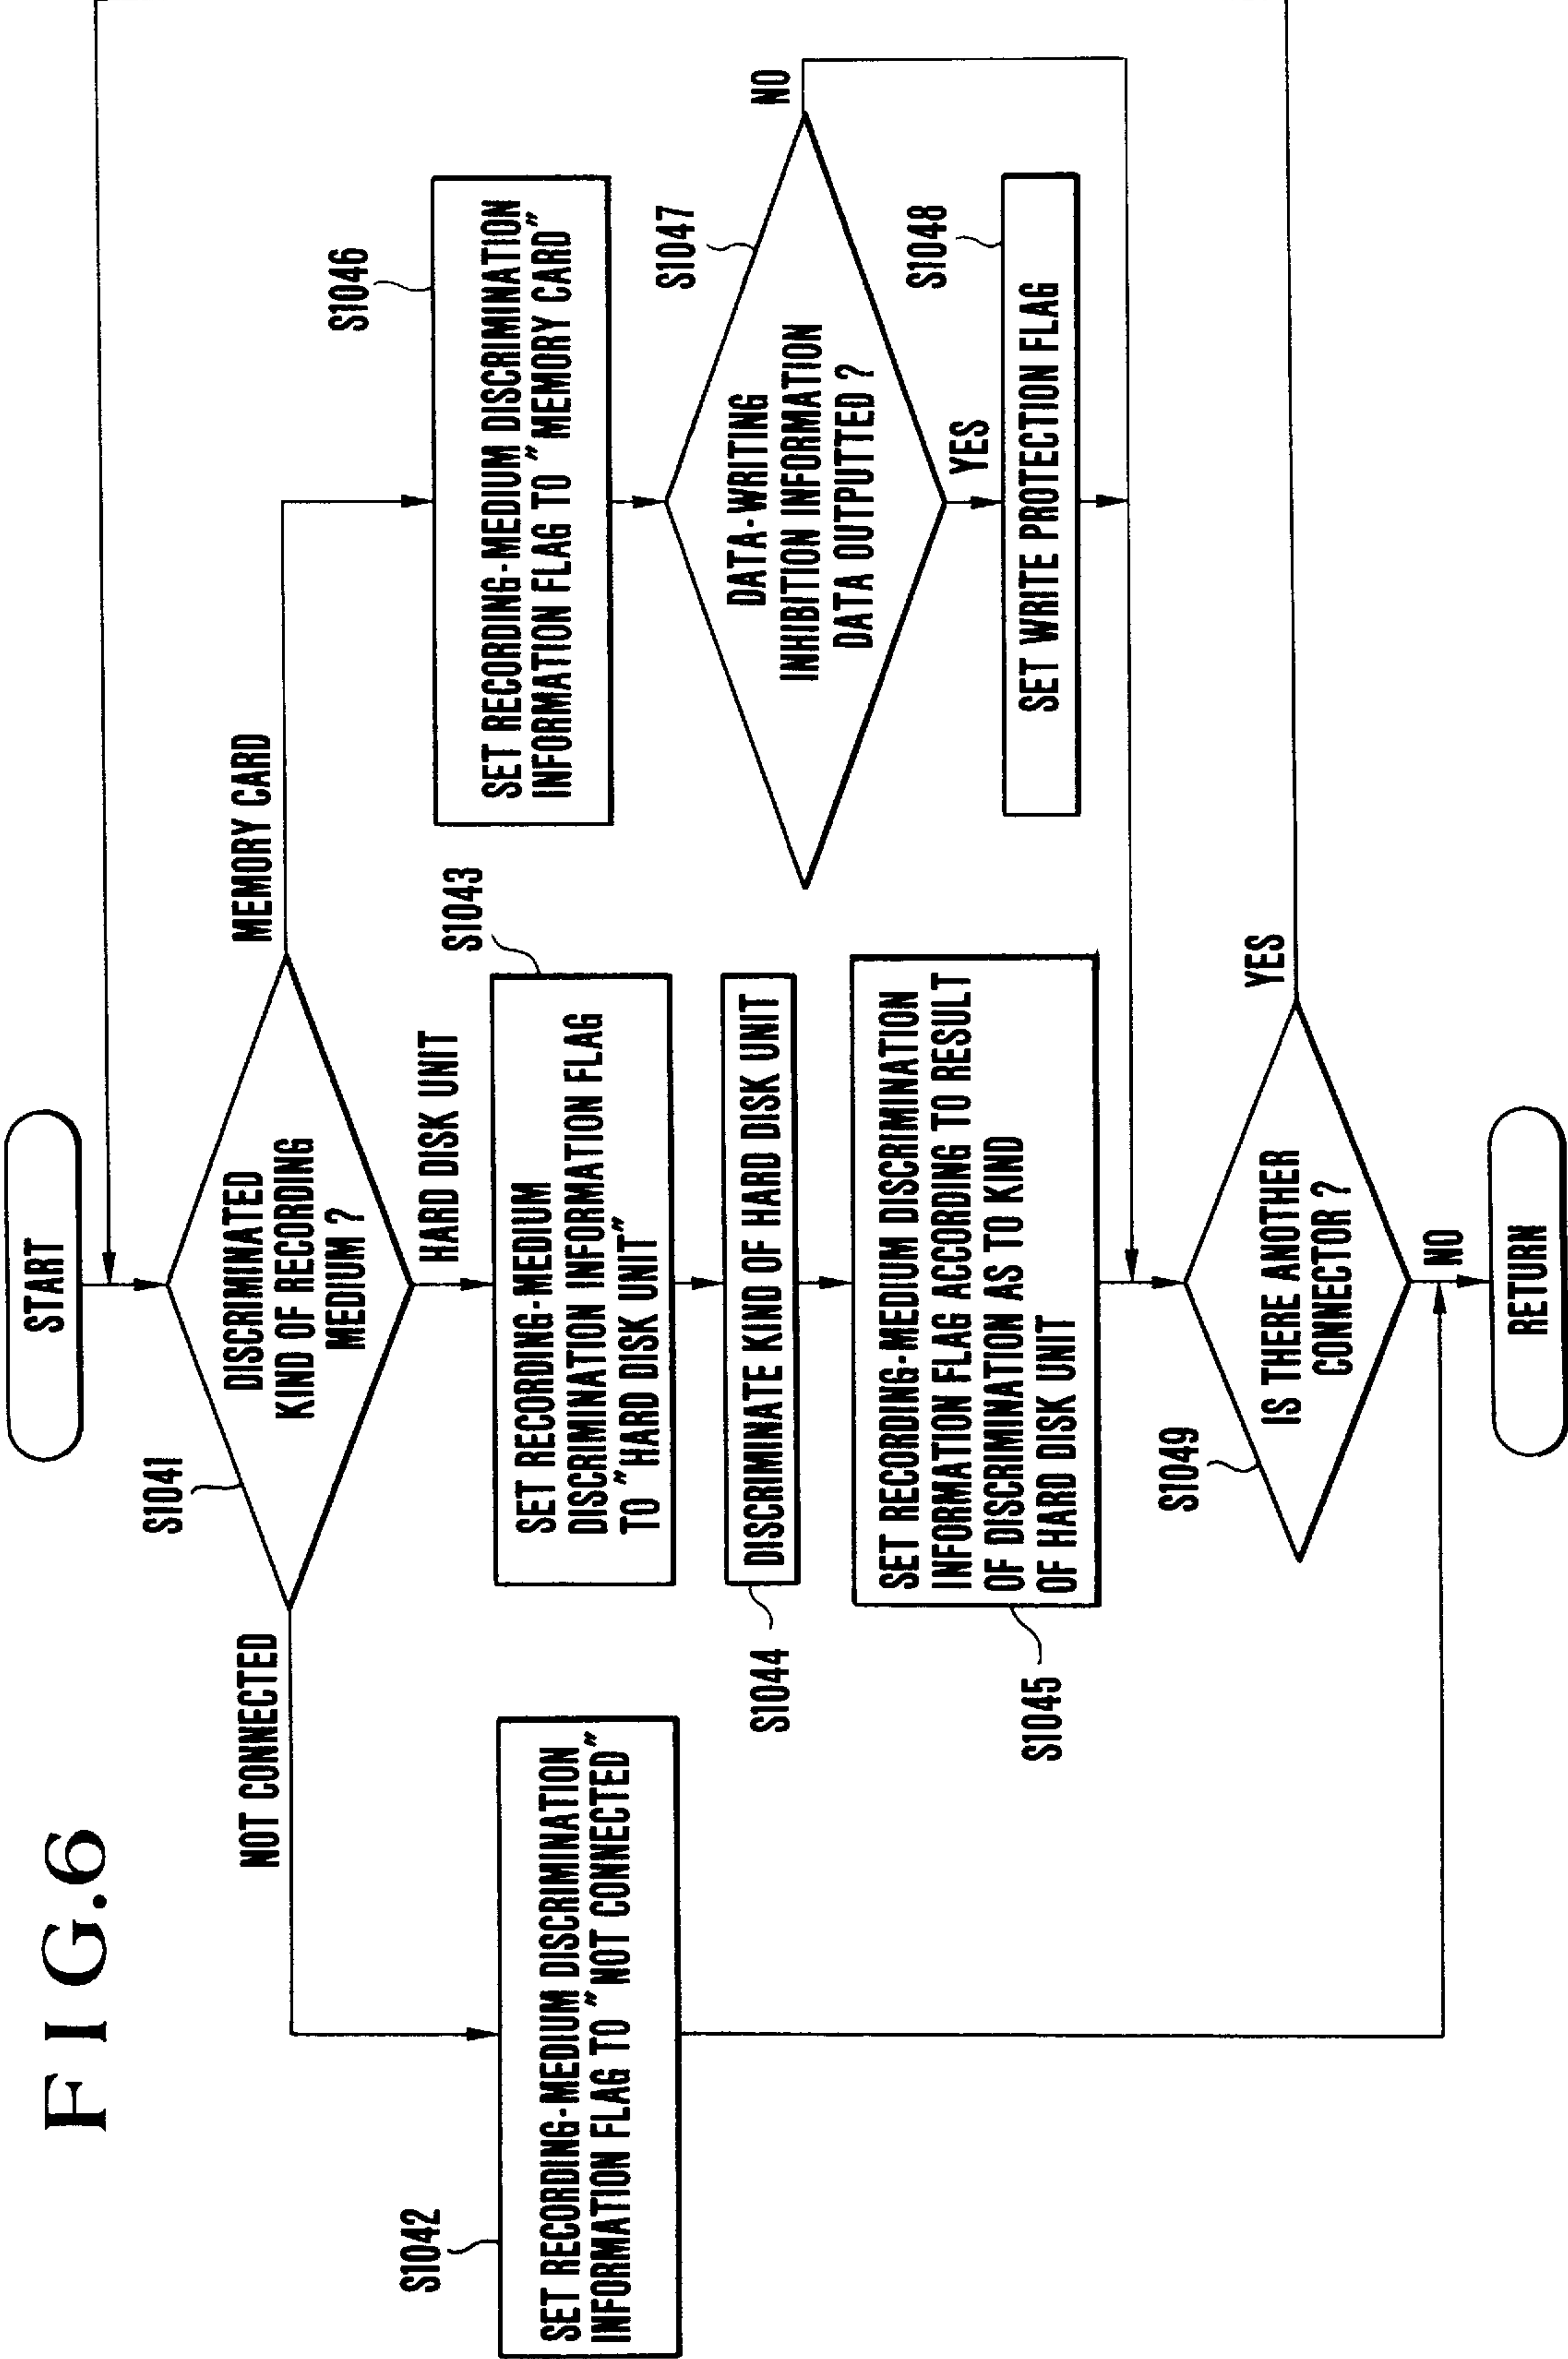 FIG.6
START
S1041
DISCRIMINATED
KIND OF RECORDING
MEDIUM ?
NOT CONNECTED
MEMORY CARD
HARD DISK UNIT
S1042
SET RECORDING-MEDIUM DISCRIMINATION
INFORMATION FLAG TO "NOT CONNECTED"
S1043
SET RECORDING-MEDIUM
DISCRIMINATION INFORMATION FLAG
TO "HARD DISK UNIT"
S1044
DISCRIMINATE KIND OF HARD DISK UNIT
S1045
SET RECORDING-MEDIUM DISCRIMINATION
INFORMATION FLAG ACCORDING TO RESULT
OF DISCRIMINATION AS TO KIND
OF HARD DISK UNIT
S1046
SET RECORDING-MEDIUM DISCRIMINATION
INFORMATION FLAG TO "MEMORY CARD"
S1047
DATA-WRITING
INHIBITION INFORMATION
DATA OUTPUTTED ?
NO
YES
S1048
SET WRITE PROTECTION FLAG
S1049
IS THERE ANOTHER
CONNECTOR ?
YES
NO
RETURN